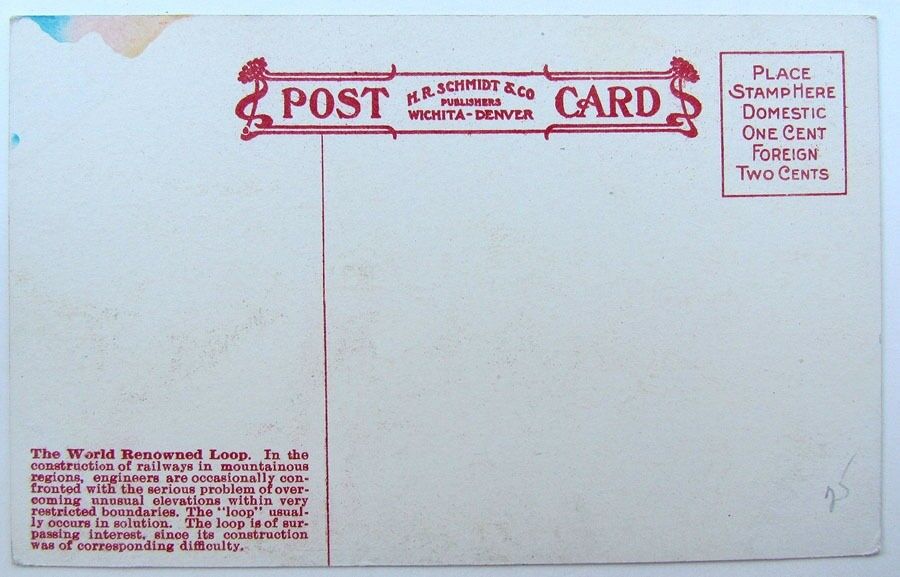 POST CARD
H. R. SCHMIDT & CO
PUBLISHERS
WICHITA-DENVER
PLACE
STAMP HERE
DOMESTIC
ONE CENT
FOREIGN
TWO CENTS
The World Renowned Loop. In the
construction of railways in mountainous
regions, engineers are occasionally con-
fronted with the serious problem of over-
coming unusual elevations within very
restricted boundaries. The "loop" usual-
ly occurs in solution. The loop is of sur-
passing interest, since its construction
was of corresponding difficulty.